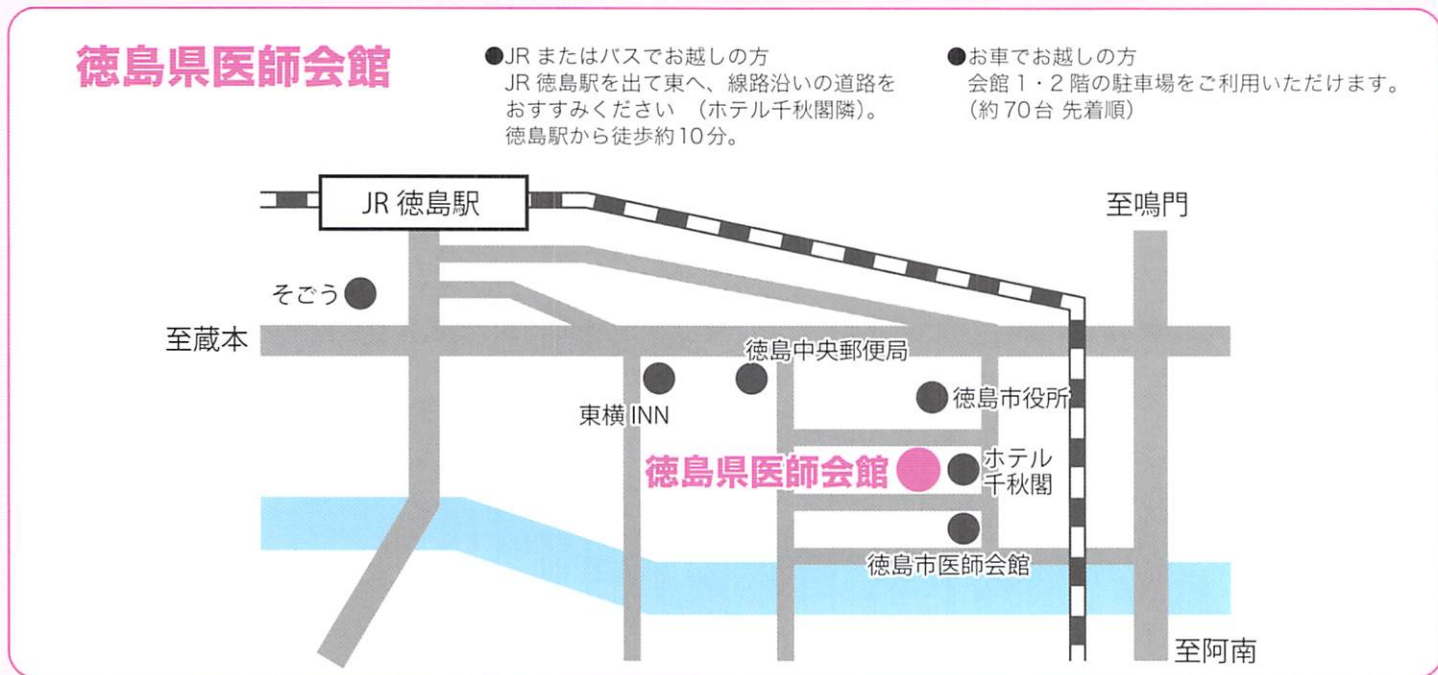 徳島県医師会館
●JR またはバスでお越しの方
JR 徳島駅を出て東へ、線路沿いの道路を
おすすみください （ホテル千秋閣隣）。
徳島駅から徒歩約10分。
●お車でお越しの方
会館 1・2 階の駐車場をご利用いただけます。
（約 70台 先着順）
JR 徳島駅
至鳴門
そごう
至蔵本
徳島中央郵便局
東横 INN
徳島市役所
徳島県医師会館
ホテル
千秋閣
徳島市医師会館
至阿南